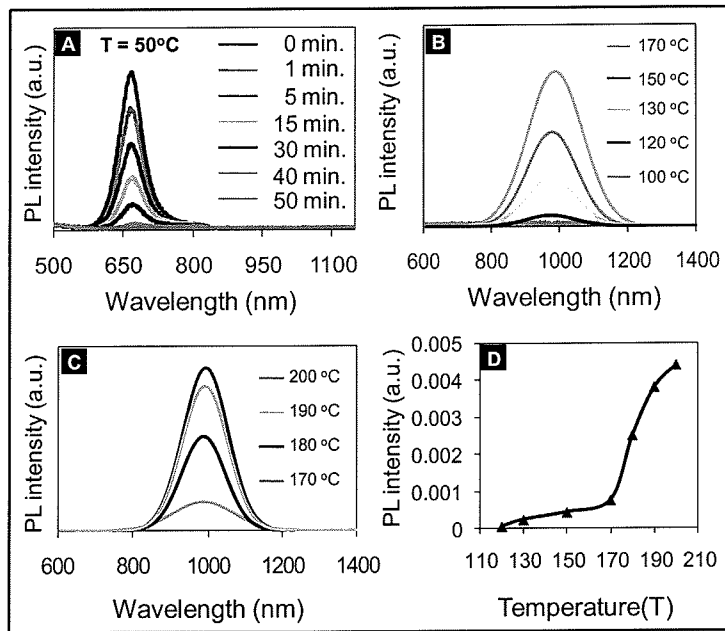 A
T = 50°C
0 min.
1 min.
5 min.
15 min.
30 min.
40 min.
50 min.
PL intensity (a.u.)
500 650 800 950 1100
Wavelength (nm)
B
170 °C
150 °C
130 °C
120 °C
100 °C
PL intensity (a.u.)
600 800 1000 1200 1400
Wavelength (nm)
C
200 °C
190 °C
180 °C
170 °C
PL intensity (a.u.)
600 800 1000 1200 1400
Wavelength (nm)
D
PL intensity (a.u.)
0.005
0.004
0.003
0.002
0.001
0
110 130 150 170 190 210
Temperature(T)